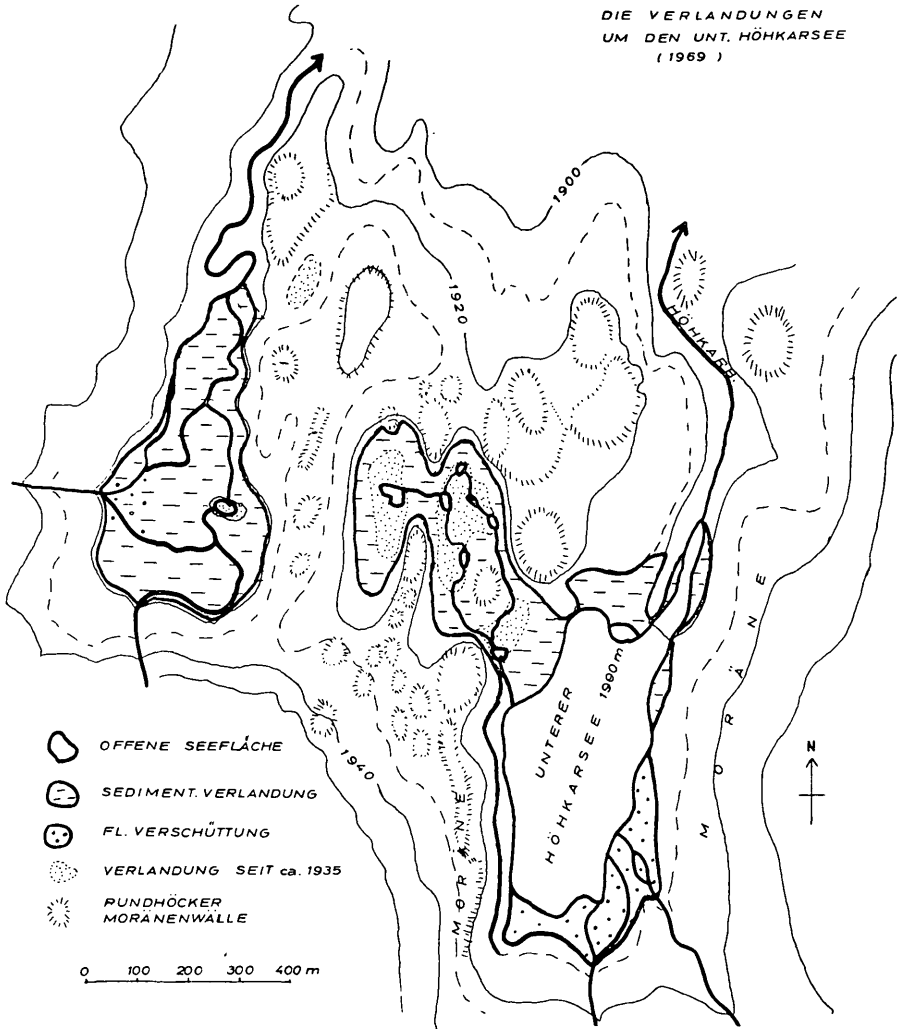 DIE VERLANDUNGEN
UM DEN UNT. HÖHKARSEE
( 1969 )
1900
1920
HÖHKARB.
MORÄNE
UNTERER
HÖHKARSEE 1900m
1940
MORÄNE
N
OFFENE SEEFLÄCHE
SEDIMENT. VERLANDUNG
FL. VERSCHÜTTUNG
VERLANDUNG SEIT ca. 1935
RUNDHÖCKER
MORÄNENWÄLLE
0 100 200 300 400 m